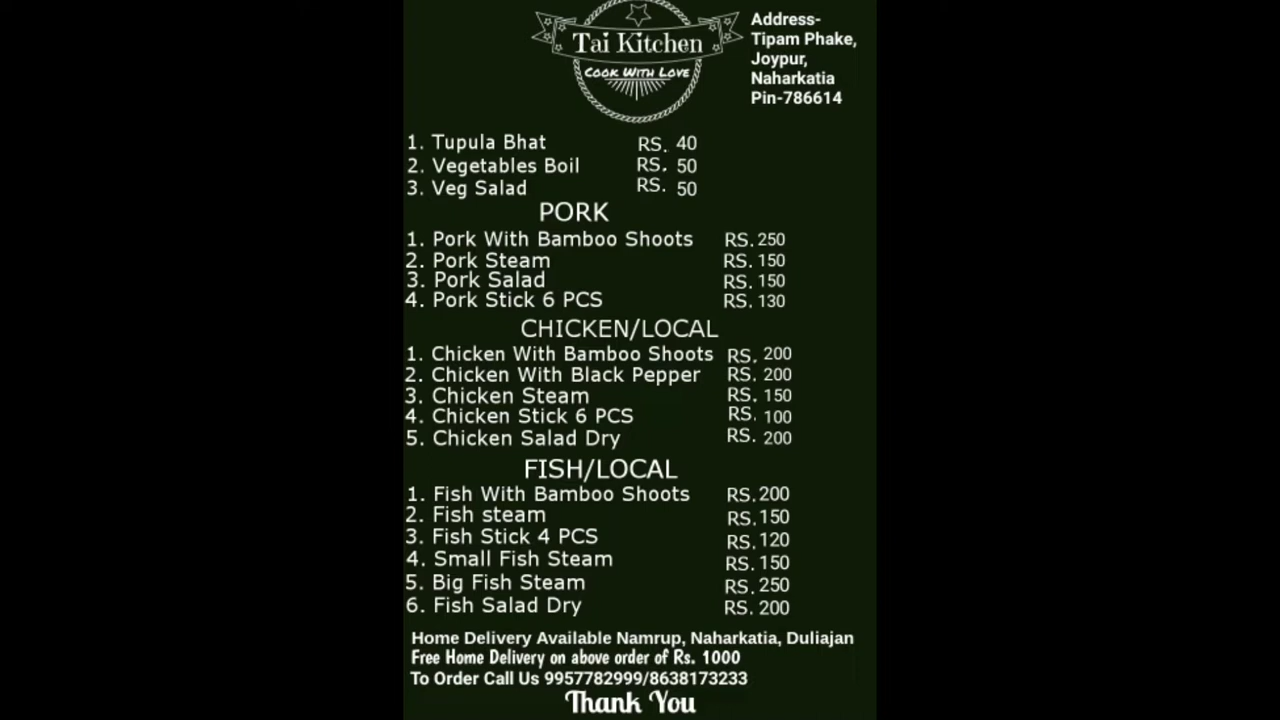 Tai Kitchen
COOK WITH LOVE
Address-
Tipam Phake,
Joypur,
Naharkatia
Pin-786614
1. Tupula Bhat RS. 40
2. Vegetables Boil RS. 50
3. Veg Salad RS. 50
PORK
1. Pork With Bamboo Shoots RS. 250
2. Pork Steam RS. 150
3. Pork Salad RS. 150
4. Pork Stick 6 PCS RS. 130
CHICKEN/LOCAL
1. Chicken With Bamboo Shoots RS. 200
2. Chicken With Black Pepper RS. 200
3. Chicken Steam RS. 150
4. Chicken Stick 6 PCS RS. 100
5. Chicken Salad Dry RS. 200
FISH/LOCAL
1. Fish With Bamboo Shoots RS. 200
2. Fish steam RS. 150
3. Fish Stick 4 PCS RS. 120
4. Small Fish Steam RS. 150
5. Big Fish Steam RS. 250
6. Fish Salad Dry RS. 200
Home Delivery Available Namrup, Naharkatia, Duliajan
Free Home Delivery on above order of Rs. 1000
To Order Call Us 9957782999/8638173233
Thank You